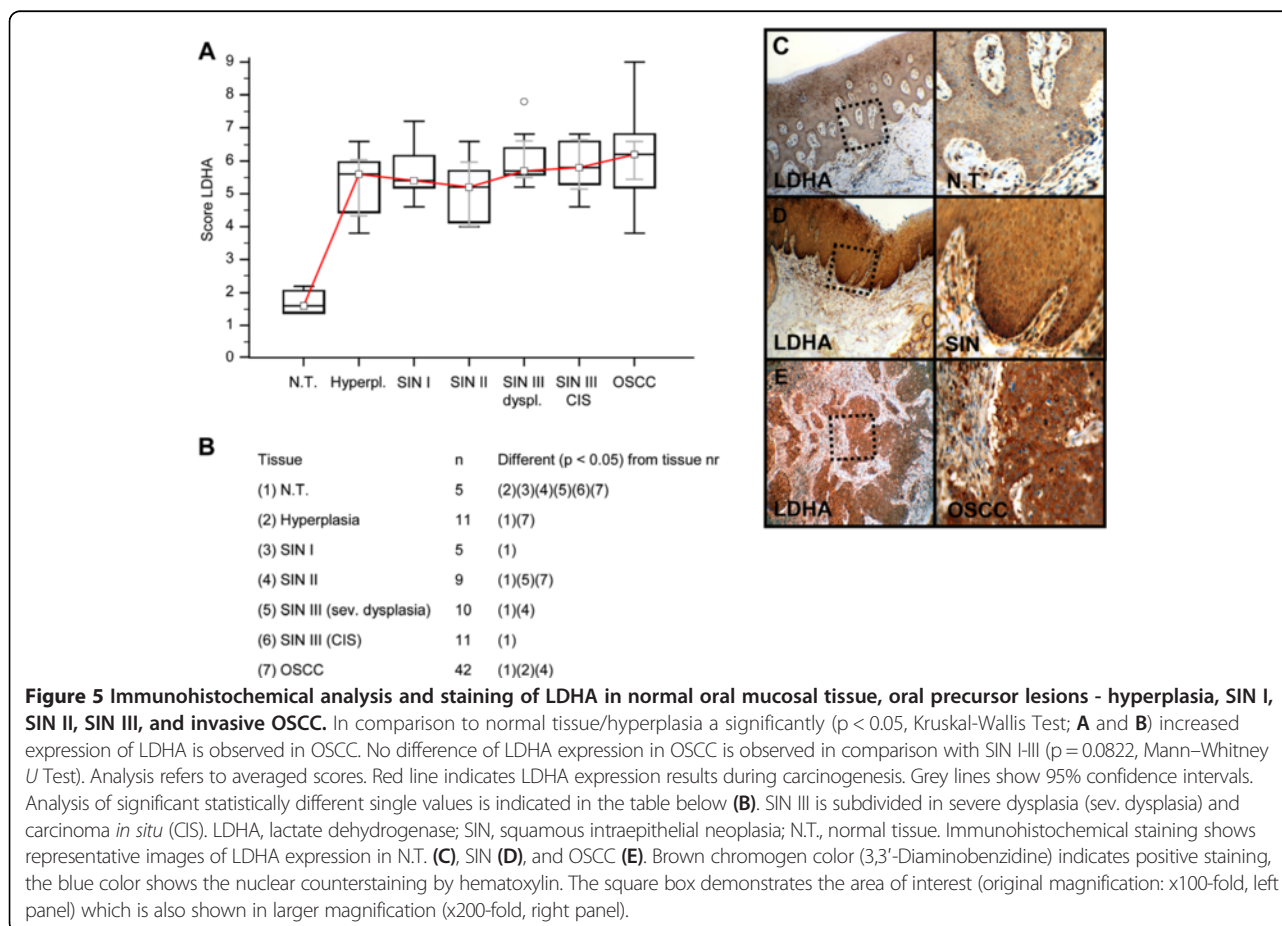 A
Score LDHA
9
8
7
6
5
4
3
2
1
0
N.T. Hyperpl. SIN I SIN II SIN III dyspl. SIN III CIS OSCC
B
Tissue n Different (p < 0.05) from tissue nr
(1) N.T. 5 (2)(3)(4)(5)(6)(7)
(2) Hyperplasia 11 (1)(7)
(3) SIN I 5 (1)
(4) SIN II 9 (1)(5)(7)
(5) SIN III (sev. dysplasia) 10 (1)(4)
(6) SIN III (CIS) 11 (1)
(7) OSCC 42 (1)(2)(4)
C
LDHA N.T.
D
LDHA SIN
E
LDHA OSCC
Figure 5 Immunohistochemical analysis and staining of LDHA in normal oral mucosal tissue, oral precursor lesions - hyperplasia, SIN I,
SIN II, SIN III, and invasive OSCC. In comparison to normal tissue/hyperplasia a significantly (p < 0.05, Kruskal-Wallis Test; A and B) increased
expression of LDHA is observed in OSCC. No difference of LDHA expression in OSCC is observed in comparison with SIN I-III (p = 0.0822, Mann–Whitney
U Test). Analysis refers to averaged scores. Red line indicates LDHA expression results during carcinogenesis. Grey lines show 95% confidence intervals.
Analysis of significant statistically different single values is indicated in the table below (B). SIN III is subdivided in severe dysplasia (sev. dysplasia) and
carcinoma in situ (CIS). LDHA, lactate dehydrogenase; SIN, squamous intraepithelial neoplasia; N.T., normal tissue. Immunohistochemical staining shows
representative images of LDHA expression in N.T. (C), SIN (D), and OSCC (E). Brown chromogen color (3,3′-Diaminobenzidine) indicates positive staining,
the blue color shows the nuclear counterstaining by hematoxylin. The square box demonstrates the area of interest (original magnification: x100-fold, left
panel) which is also shown in larger magnification (x200-fold, right panel).